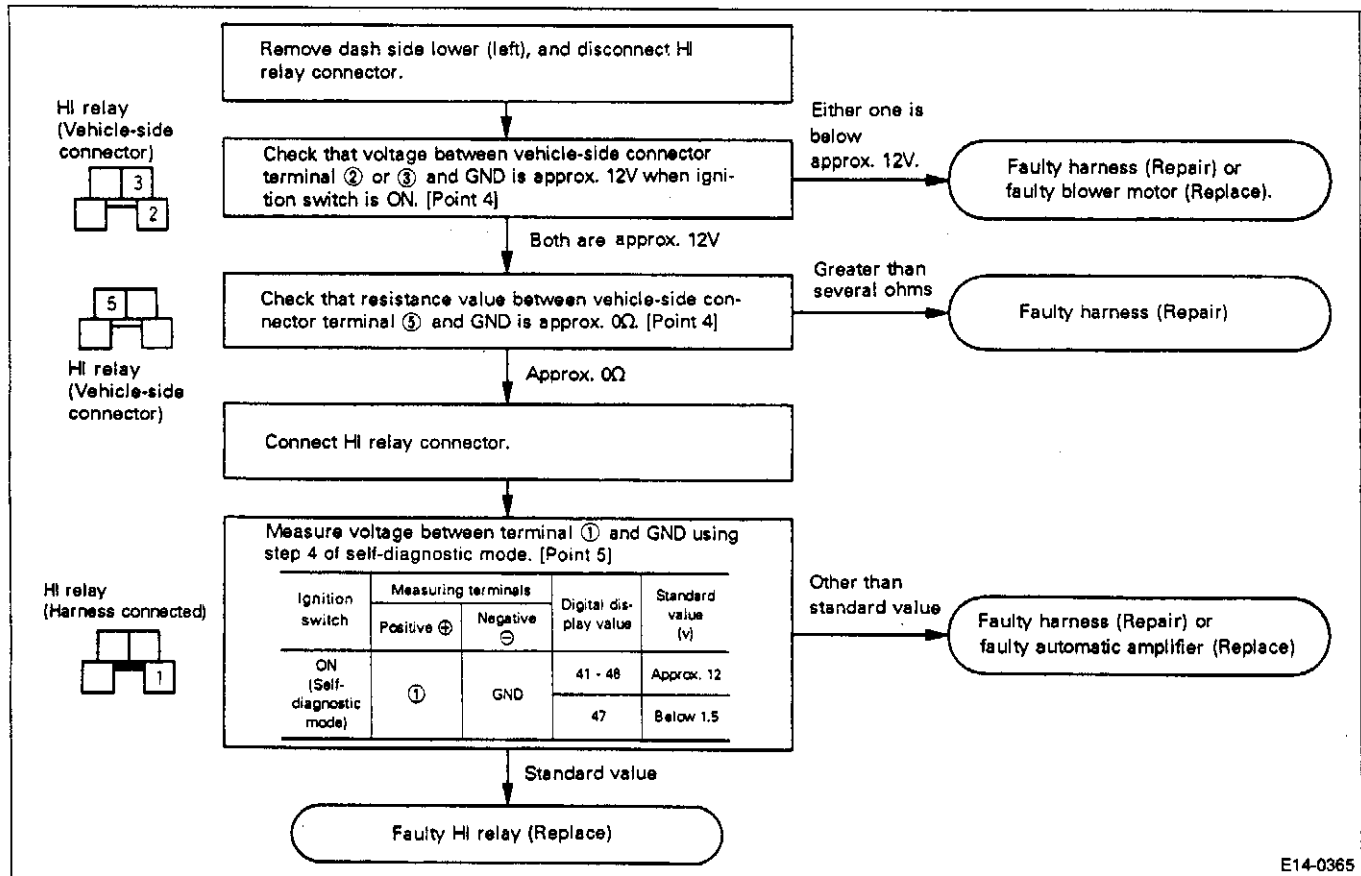 Remove dash side lower (left), and disconnect HI
relay connector.
HI relay
(Vehicle-side
connector)
3
2
Check that voltage between vehicle-side connector
terminal ② or ③ and GND is approx. 12V when igni-
tion switch is ON. [Point 4]
Either one is
below
approx. 12V.
Faulty harness (Repair) or
faulty blower motor (Replace).
Both are approx. 12V
5
HI relay
(Vehicle-side
connector)
Check that resistance value between vehicle-side con-
nector terminal ⑤ and GND is approx. 0Ω. [Point 4]
Greater than
several ohms
Faulty harness (Repair)
Approx. 0Ω
Connect HI relay connector.
HI relay
(Harness connected)
1
Measure voltage between terminal ① and GND using
step 4 of self-diagnostic mode. [Point 5]
Ignition
switch
Measuring terminals
Positive ⊕
Negative
⊖
Digital dis-
play value
Standard
value
(v)
ON
(Self-
diagnostic
mode)
①
GND
41 - 46
Approx. 12
47
Below 1.5
Other than
standard value
Faulty harness (Repair) or
faulty automatic amplifier (Replace)
Standard value
Faulty HI relay (Replace)
E14-0365